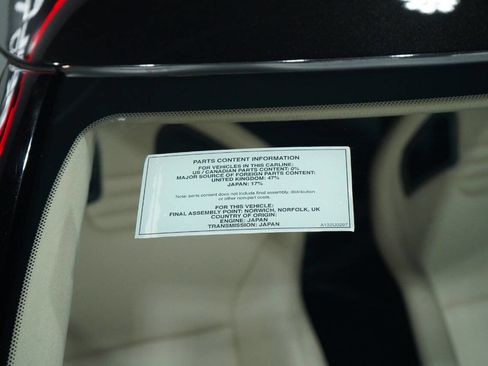 PARTS CONTENT INFORMATION
FOR VEHICLES IN THIS CARLINE:
US / CANADIAN PARTS CONTENT: 0%
MAJOR SOURCE OF FOREIGN PARTS CONTENT:
UNITED KINGDOM: 47%
JAPAN: 17%
Note: parts content does not include final assembly, distribution
or other non-part costs.
FOR THIS VEHICLE:
FINAL ASSEMBLY POINT: NORWICH, NORFOLK, UK
COUNTRY OF ORIGIN:
ENGINE: JAPAN
TRANSMISSION: JAPAN